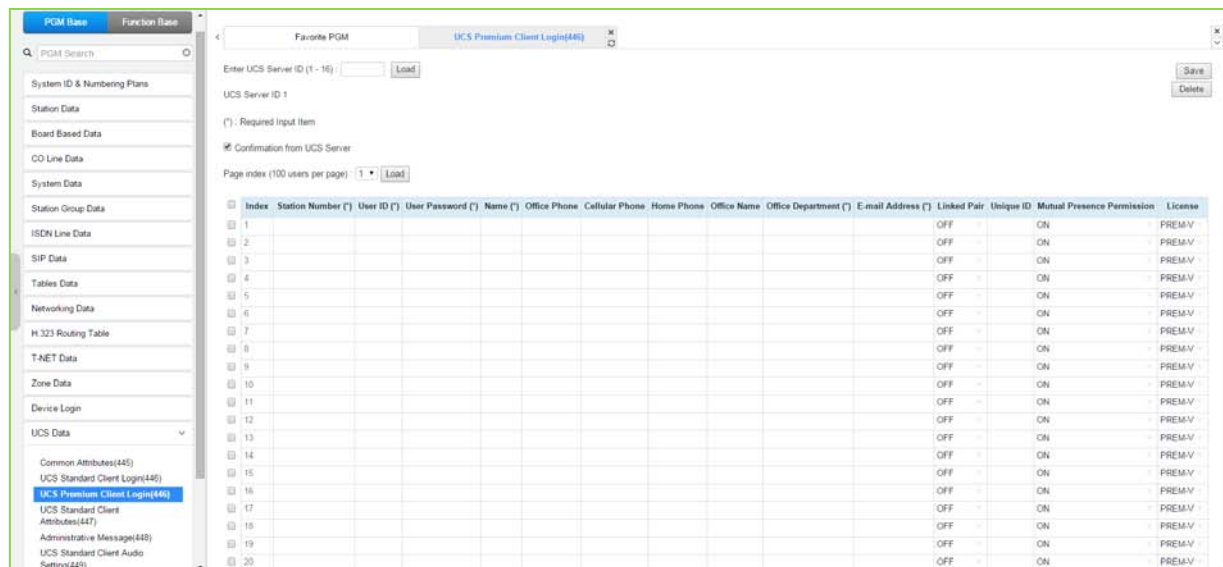 PGM Base Function Base
PGM Search
System ID & Numbering Plans
Station Data
Board Based Data
CO Line Data
System Data
Station Group Data
ISDN Line Data
SIP Data
Tables Data
Networking Data
H.323 Routing Table
T-NET Data
Zone Data
Device Login
UCS Data
Common Attributes(445)
UCS Standard Client Login(446)
UCS Premium Client Login(446)
UCS Standard Client
Attributes(447)
Administrative Message(448)
UCS Standard Client Audio
Setting(449)
Favorite PGM UCS Premium Client Login(446)
Enter UCS Server ID (1 - 16) : Load
Save
Delete
UCS Server ID 1
(*) : Required Input Item
Confirmation from UCS Server
Page index (100 users per page) : 1 Load
Index Station Number (*) User ID (*) User Password (*) Name (*) Office Phone Cellular Phone Home Phone Office Name Office Department (*) E-mail Address (*) Linked Pair Unique ID Mutual Presence Permission License
1 OFF ON PREM-V
2 OFF ON PREM-V
3 OFF ON PREM-V
4 OFF ON PREM-V
5 OFF ON PREM-V
6 OFF ON PREM-V
7 OFF ON PREM-V
8 OFF ON PREM-V
9 OFF ON PREM-V
10 OFF ON PREM-V
11 OFF ON PREM-V
12 OFF ON PREM-V
13 OFF ON PREM-V
14 OFF ON PREM-V
15 OFF ON PREM-V
16 OFF ON PREM-V
17 OFF ON PREM-V
18 OFF ON PREM-V
19 OFF ON PREM-V
20 OFF ON PREM-V